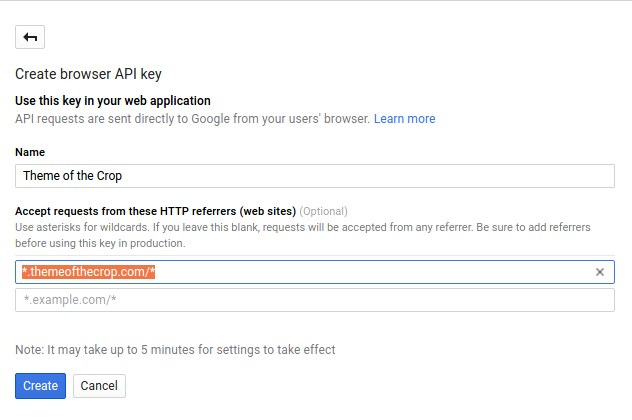 Create browser API key
Use this key in your web application
API requests are sent directly to Google from your users' browser. Learn more
Name
Theme of the Crop
Accept requests from these HTTP referrers (web sites) (Optional)
Use asterisks for wildcards. If you leave this blank, requests will be accepted from any referrer. Be sure to add referrers
before using this key in production.
*.themeofthecrop.com/*
*.example.com/*
Note: It may take up to 5 minutes for settings to take effect
Create Cancel